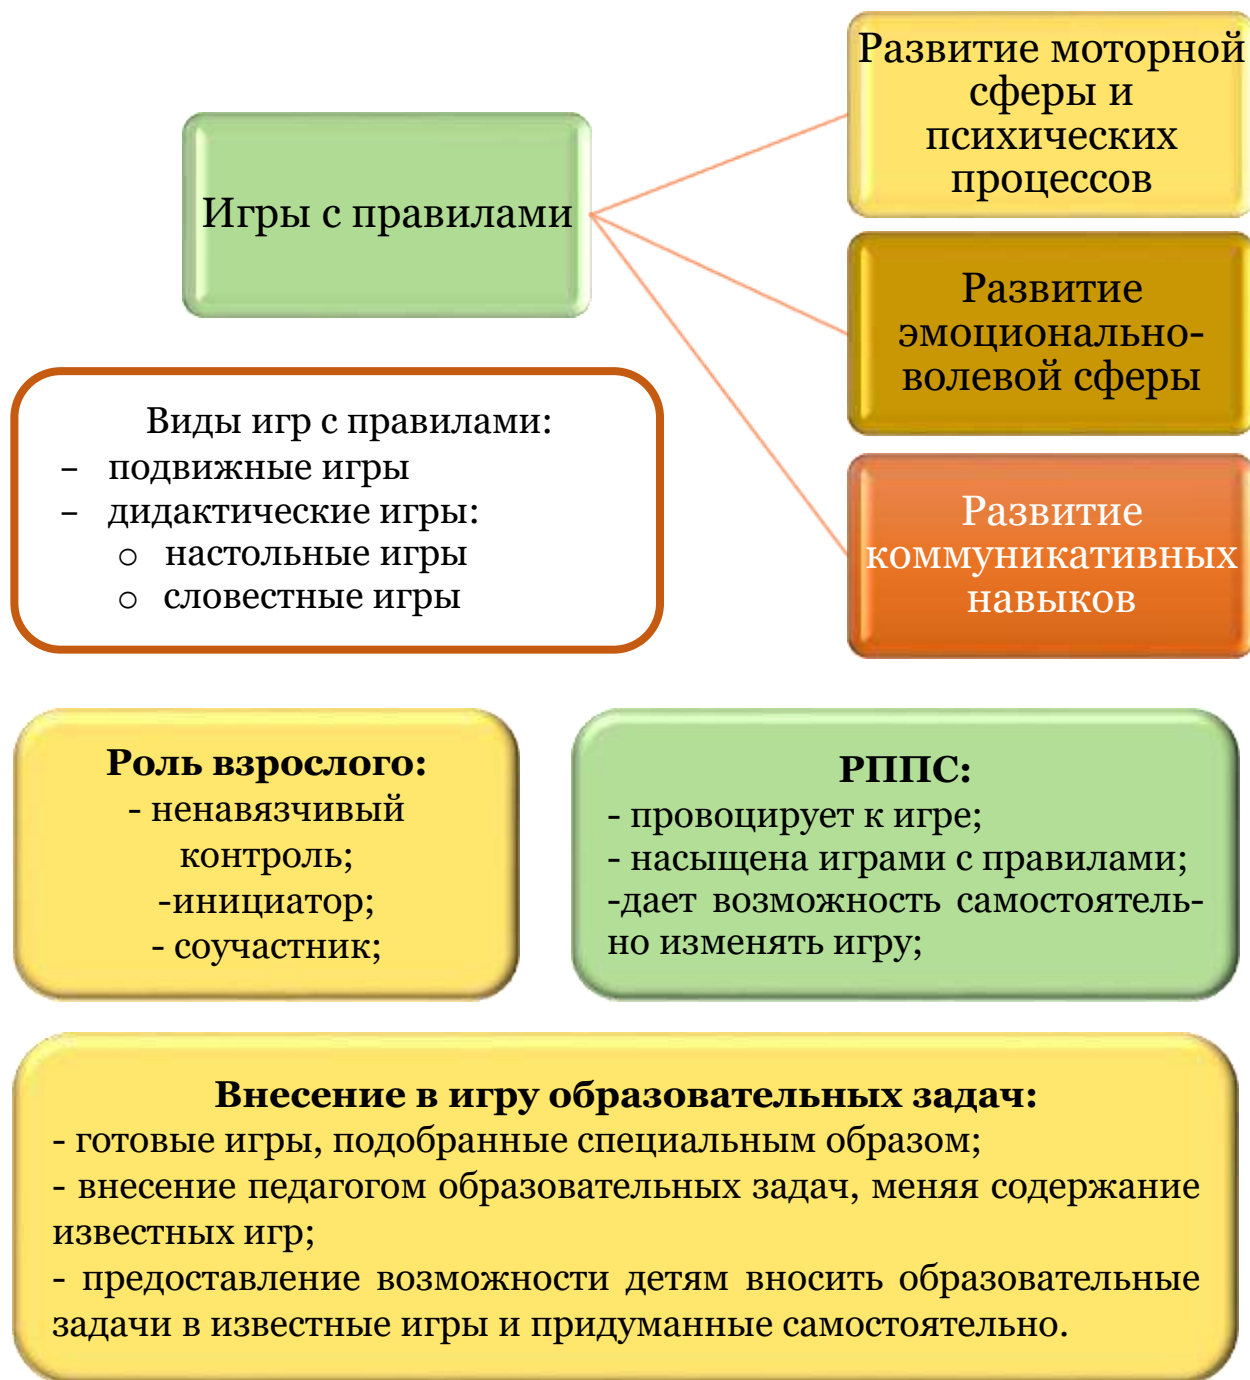 Игры с правилами
Развитие моторной
сферы и
психических
процессов
Развитие
эмоционально-
волевой сферы
Развитие
коммуникативных
навыков
Виды игр с правилами:
– подвижные игры
– дидактические игры:
o настольные игры
o словестные игры
Роль взрослого:
- ненавязчивый
контроль;
-инициатор;
- соучастник;
РППС:
- провоцирует к игре;
- насыщена играми с правилами;
-дает возможность самостоятель-
но изменять игру;
Внесение в игру образовательных задач:
- готовые игры, подобранные специальным образом;
- внесение педагогом образовательных задач, меняя содержание
известных игр;
- предоставление возможности детям вносить образовательные
задачи в известные игры и придуманные самостоятельно.